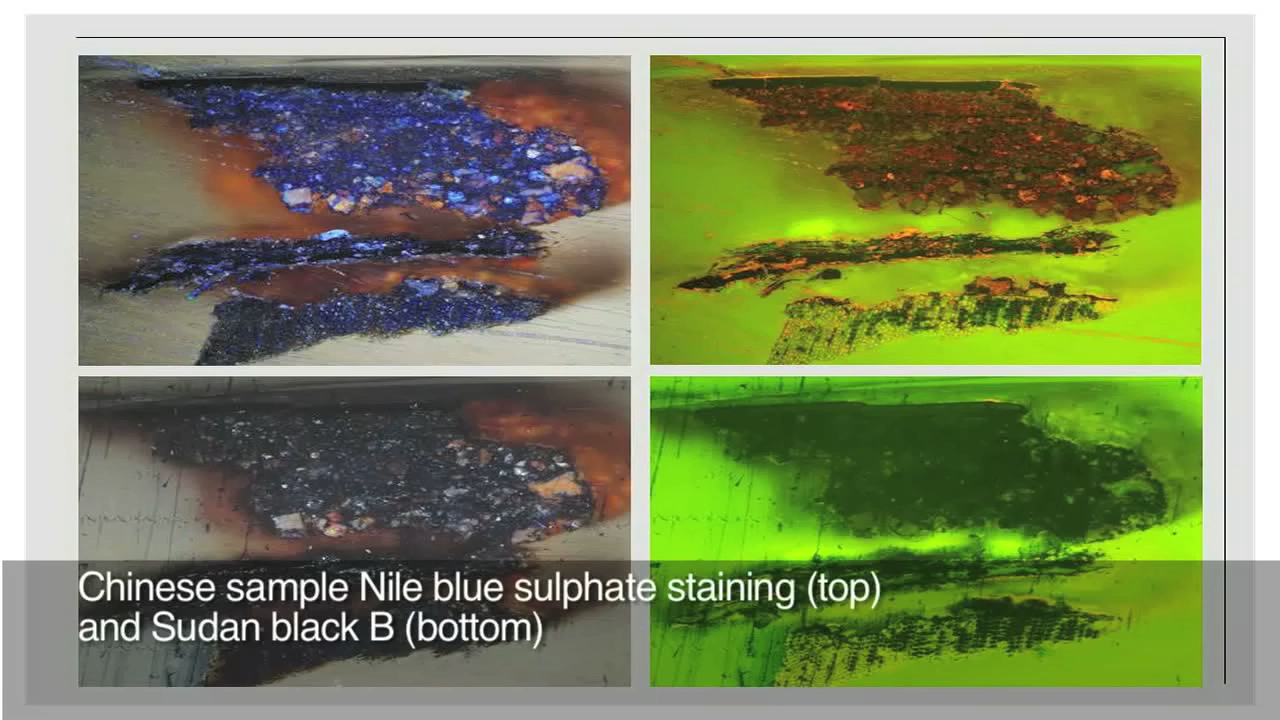 Chinese sample Nile blue sulphate staining (top)
and Sudan black B (bottom)